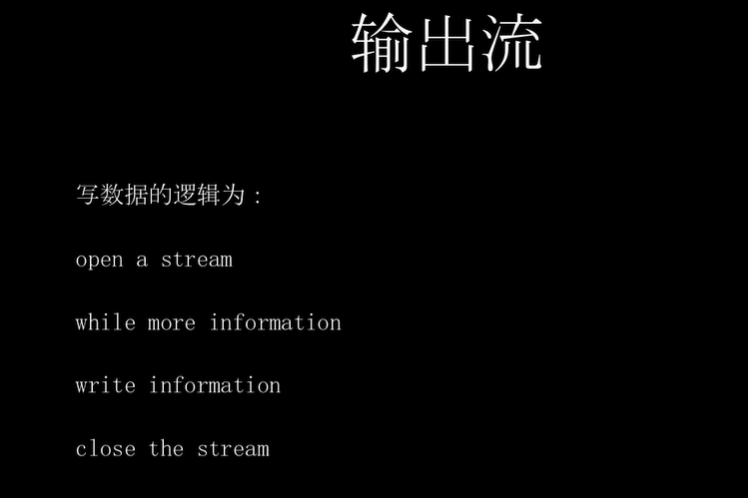 输出流
写数据的逻辑为：
open a stream
while more information
write information
close the stream